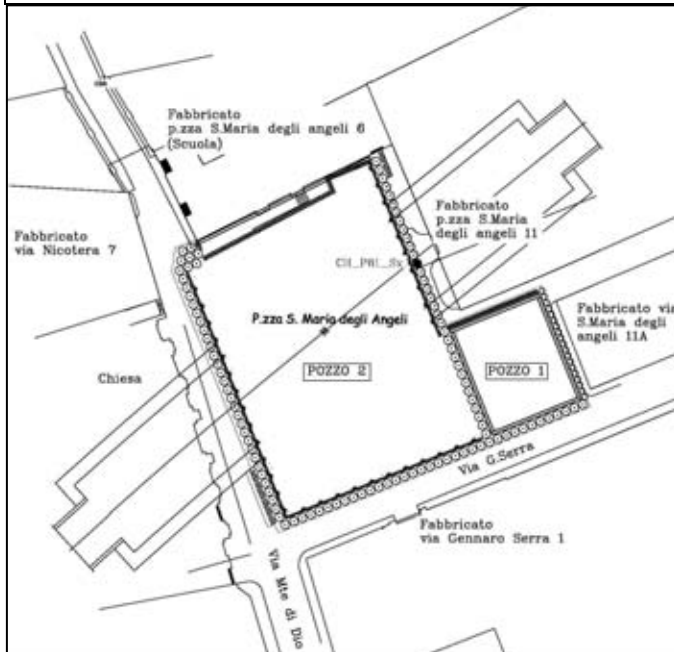 Fabbricato
p.zza S.Maria degli angeli 6
(Scuola)
Fabbricato
via Nicotera 7
Fabbricato
p.zza S.Maria
degli angeli 11
P.zza S. Maria degli Angeli
Fabbricato via
S.Maria degli
angeli 11A
Chiesa
POZZO 2
POZZO 1
Via G.Serra
Fabbricato
via Gennaro Serra 1
Via Mte di Dio